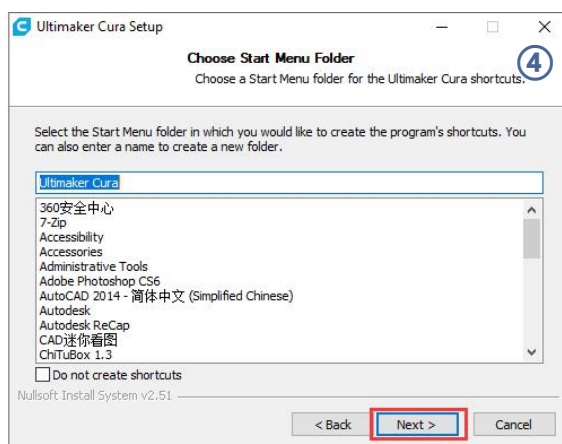 Ultimaker Cura Setup
Choose Start Menu Folder
Choose a Start Menu folder for the Ultimaker Cura shortcuts.
④
Select the Start Menu folder in which you would like to create the program's shortcuts. You
can also enter a name to create a new folder.
Ultimaker Cura
360安全中心
7-Zip
Accessibility
Accessories
Administrative Tools
Adobe Photoshop CS6
AutoCAD 2014 - 简体中文 (Simplified Chinese)
Autodesk
Autodesk ReCap
CAD迷你看图
ChiTuBox 1.3
Do not create shortcuts
Nullsoft Install System v2.51
< Back Next > Cancel